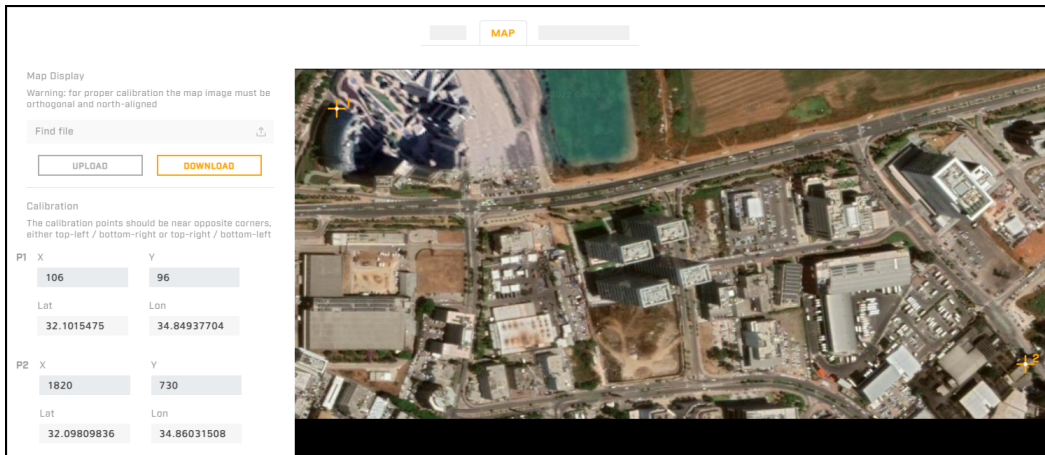 MAP
Map Display
Warning: for proper calibration the map image must be
orthogonal and north-aligned
Find file
UPLOAD DOWNLOAD
Calibration
The calibration points should be near opposite corners,
either top-left / bottom-right or top-right / bottom-left
P1 X Y
106 96
Lat Lon
32.1015475 34.84937704
P2 X Y
1820 730
Lat Lon
32.09809836 34.86031508
1
2